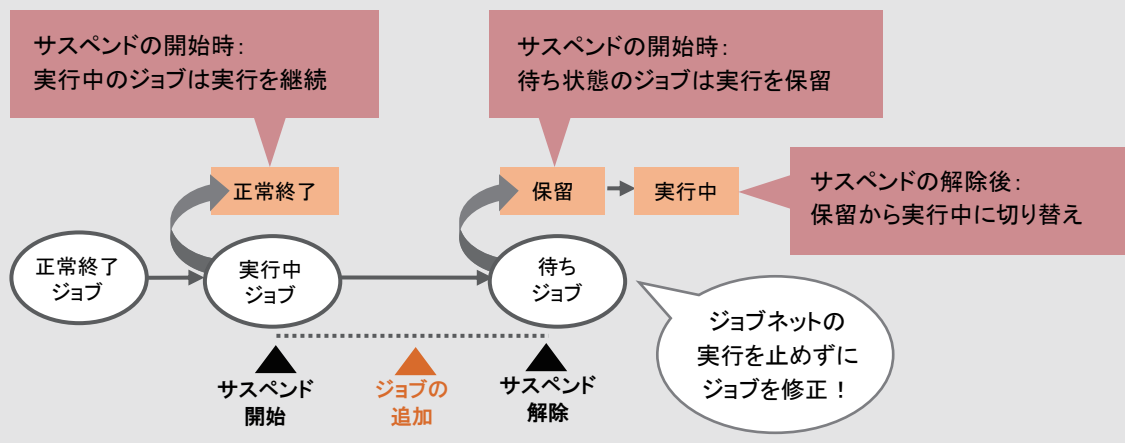 サスペンドの開始時：
実行中のジョブは実行を継続
サスペンドの開始時：
待ち状態のジョブは実行を保留
正常終了
保留
実行中
サスペンドの解除後：
保留から実行中に切り替え
正常終了
ジョブ
実行中
ジョブ
待ち
ジョブ
ジョブネットの
実行を止めずに
ジョブを修正！
サスペンド
開始
ジョブの
追加
サスペンド
解除